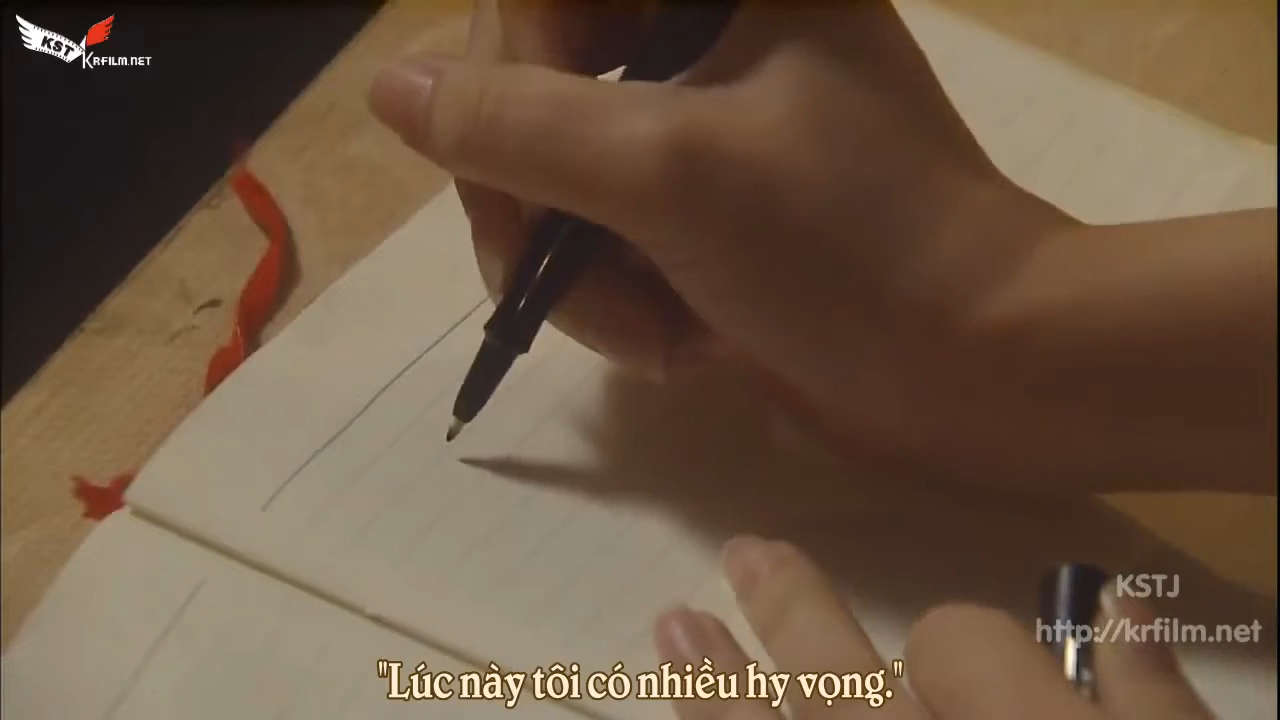 KST
KRFILM.NET
KSTJ
http://krfilm.net
"Lúc này tôi có nhiều hy vọng."